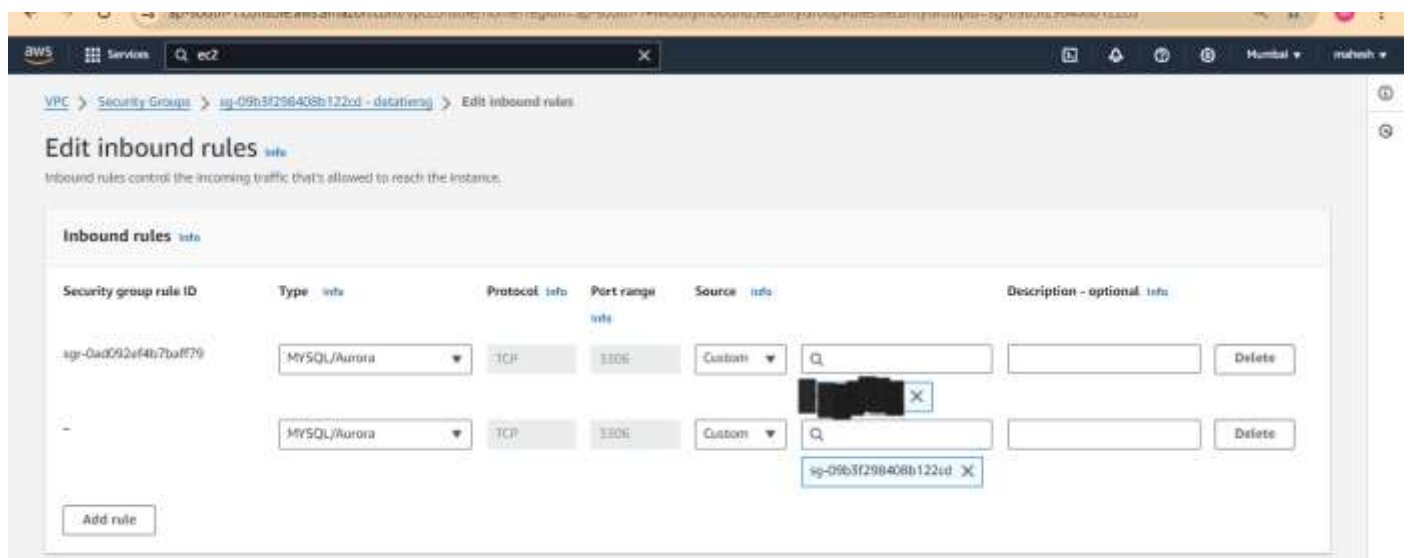 aws Services ec2 Mumbai mahesh
VPC > Security Groups > sg-09b3f298408b122cd - datatiersg > Edit inbound rules
Edit inbound rules Info
Inbound rules control the incoming traffic that's allowed to reach the instance.
Inbound rules Info
Security group rule ID Type Info Protocol Info Port range Source Info Description - optional Info
Info
sgr-0ad092ef4b7baff79 MYSQL/Aurora TCP 3306 Custom Delete
– MYSQL/Aurora TCP 3306 Custom Delete
sg-09b3f298408b122cd
Add rule